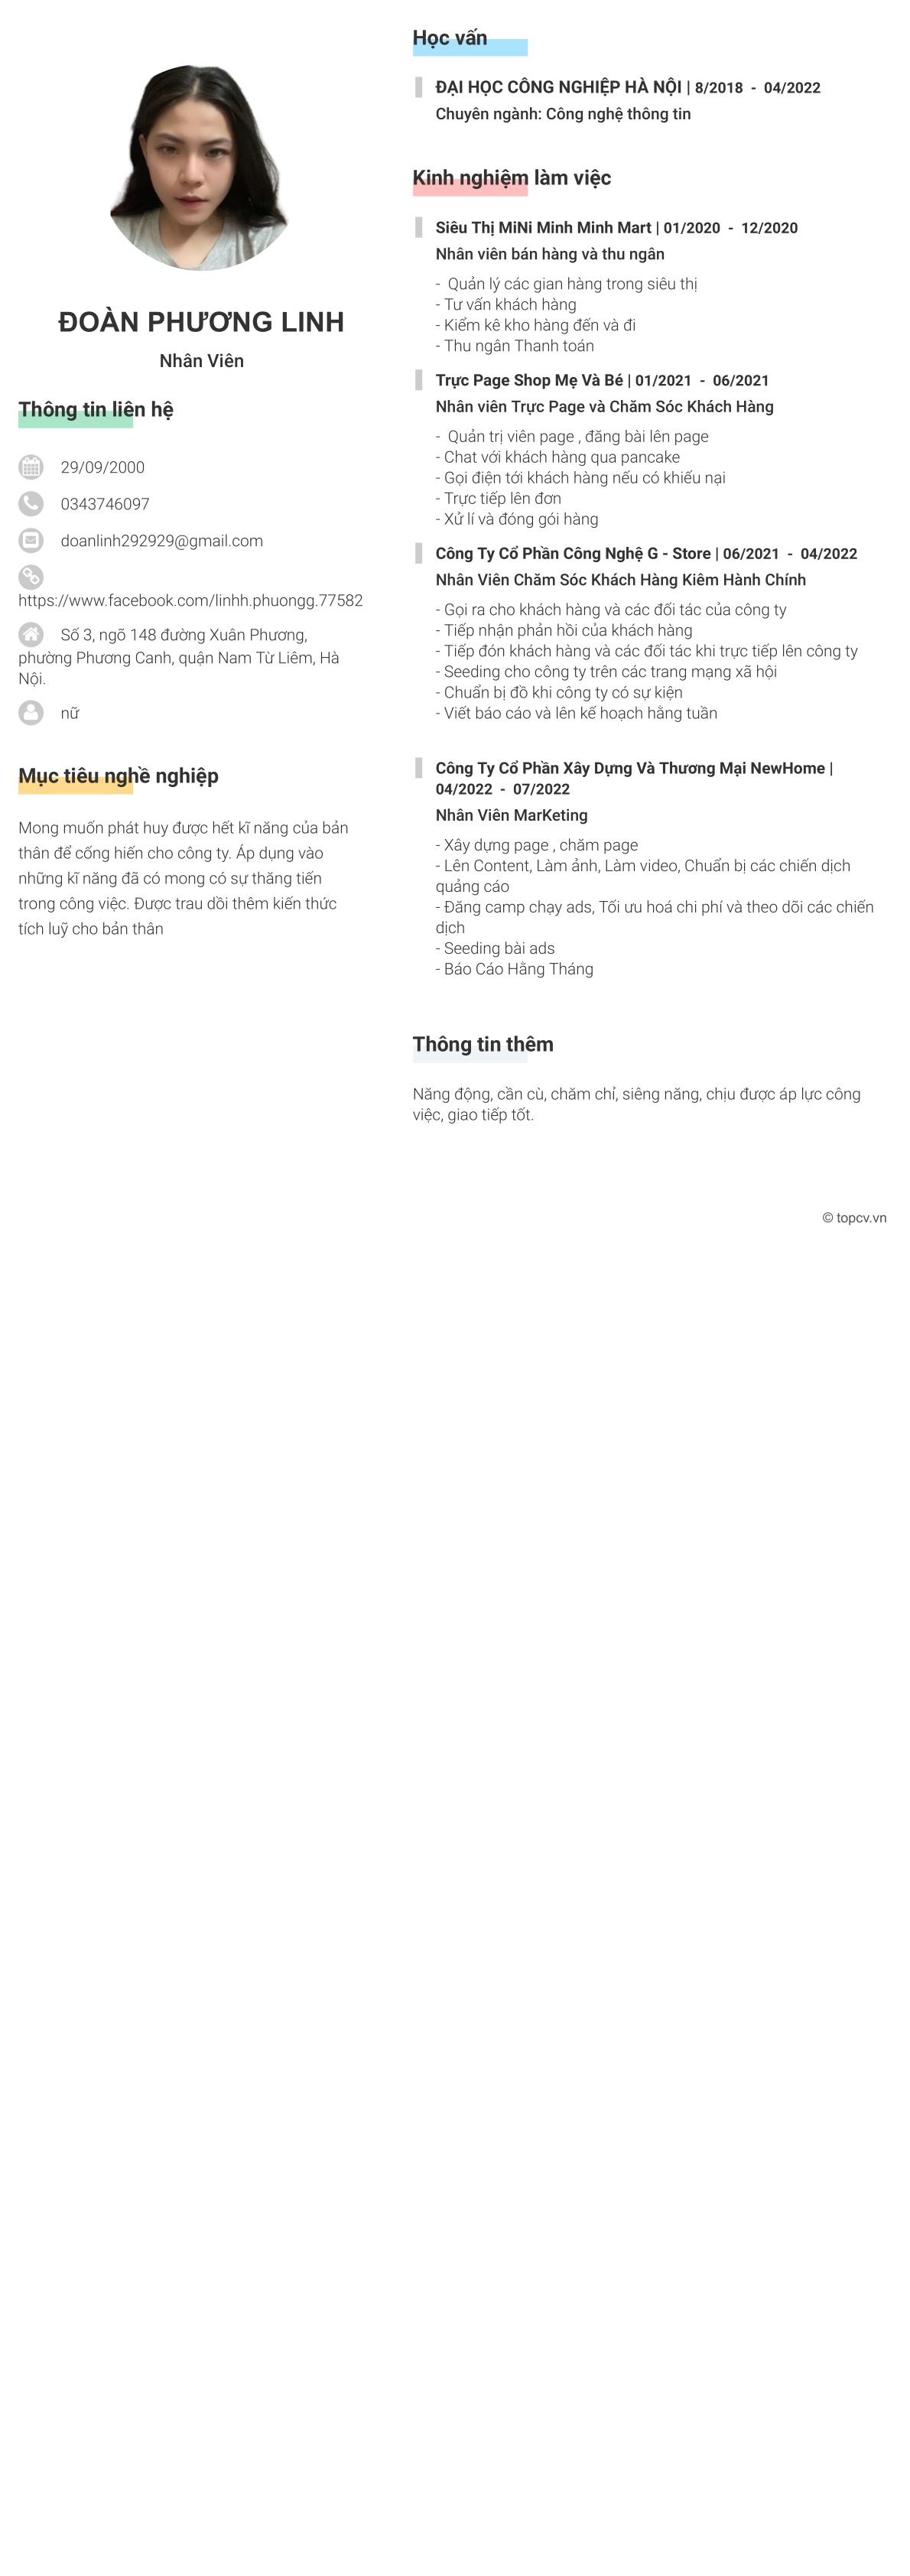 ĐOÀN PHƯƠNG LINH
Nhân Viên
Thông tin liên hệ
29/09/2000
0343746097
doanlinh292929@gmail.com
https://www.facebook.com/linhh.phuongg.77582
Số 3, ngõ 148 đường Xuân Phương,
phường Phương Canh, quận Nam Từ Liêm, Hà
Nội.
nữ
Mục tiêu nghề nghiệp
Mong muốn phát huy được hết kĩ năng của bản
thân để cống hiến cho công ty. Áp dụng vào
những kĩ năng đã có mong có sự thăng tiến
trong công việc. Được trau dồi thêm kiến thức
tích luỹ cho bản thân
Học vấn
ĐẠI HỌC CÔNG NGHIỆP HÀ NỘI | 8/2018 - 04/2022
Chuyên ngành: Công nghệ thông tin
Kinh nghiệm làm việc
Siêu Thị MiNi Minh Minh Mart | 01/2020 - 12/2020
Nhân viên bán hàng và thu ngân
- Quản lý các gian hàng trong siêu thị
- Tư vấn khách hàng
- Kiểm kê kho hàng đến và đi
- Thu ngân Thanh toán
Trực Page Shop Mẹ Và Bé | 01/2021 - 06/2021
Nhân viên Trực Page và Chăm Sóc Khách Hàng
- Quản trị viên page , đăng bài lên page
- Chat với khách hàng qua pancake
- Gọi điện tới khách hàng nếu có khiếu nại
- Trực tiếp lên đơn
- Xử lí và đóng gói hàng
Công Ty Cổ Phần Công Nghệ G - Store | 06/2021 - 04/2022
Nhân Viên Chăm Sóc Khách Hàng Kiêm Hành Chính
- Gọi ra cho khách hàng và các đối tác của công ty
- Tiếp nhận phản hồi của khách hàng
- Tiếp đón khách hàng và các đối tác khi trực tiếp lên công ty
- Seeding cho công ty trên các trang mạng xã hội
- Chuẩn bị đồ khi công ty có sự kiện
- Viết báo cáo và lên kế hoạch hằng tuần
Công Ty Cổ Phần Xây Dựng Và Thương Mại NewHome |
04/2022 - 07/2022
Nhân Viên MarKeting
- Xây dựng page , chăm page
- Lên Content, Làm ảnh, Làm video, Chuẩn bị các chiến dịch
quảng cáo
- Đăng camp chạy ads, Tối ưu hoá chi phí và theo dõi các chiến
dịch
- Seeding bài ads
- Báo Cáo Hằng Tháng
Thông tin thêm
Năng động, cần cù, chăm chỉ, siêng năng, chịu được áp lực công
việc, giao tiếp tốt.
© topcv.vn